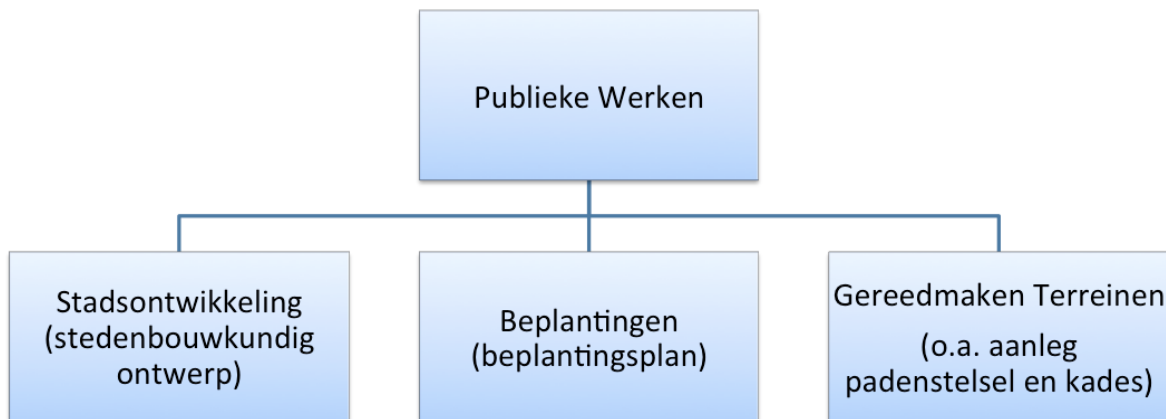 Publieke Werken
Stadsontwikkeling
(stedenbouwkundig
ontwerp)
Beplantingen
(beplantingsplan)
Gereedmaken Terreinen
(o.a. aanleg
padenstelsel en kades)